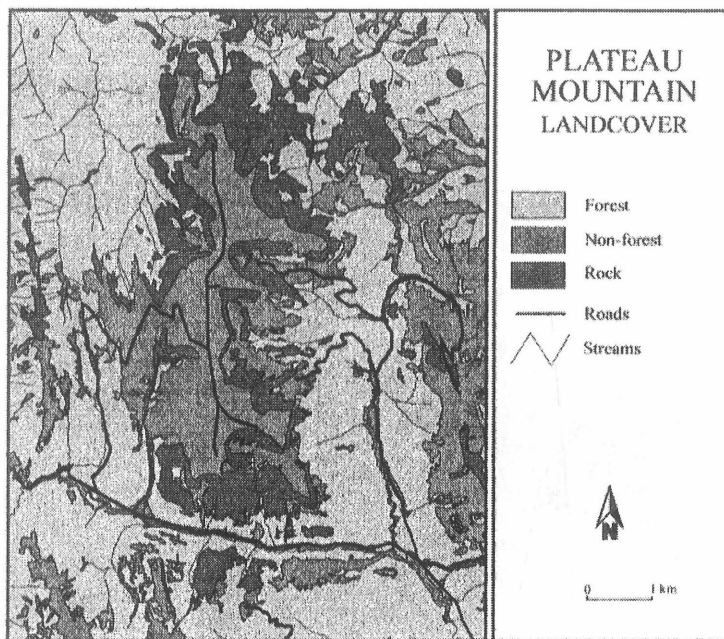 PLATEAU
MOUNTAIN
LANDCOVER
Forest
Non-forest
Rock
Roads
Streams
N
0 1 km